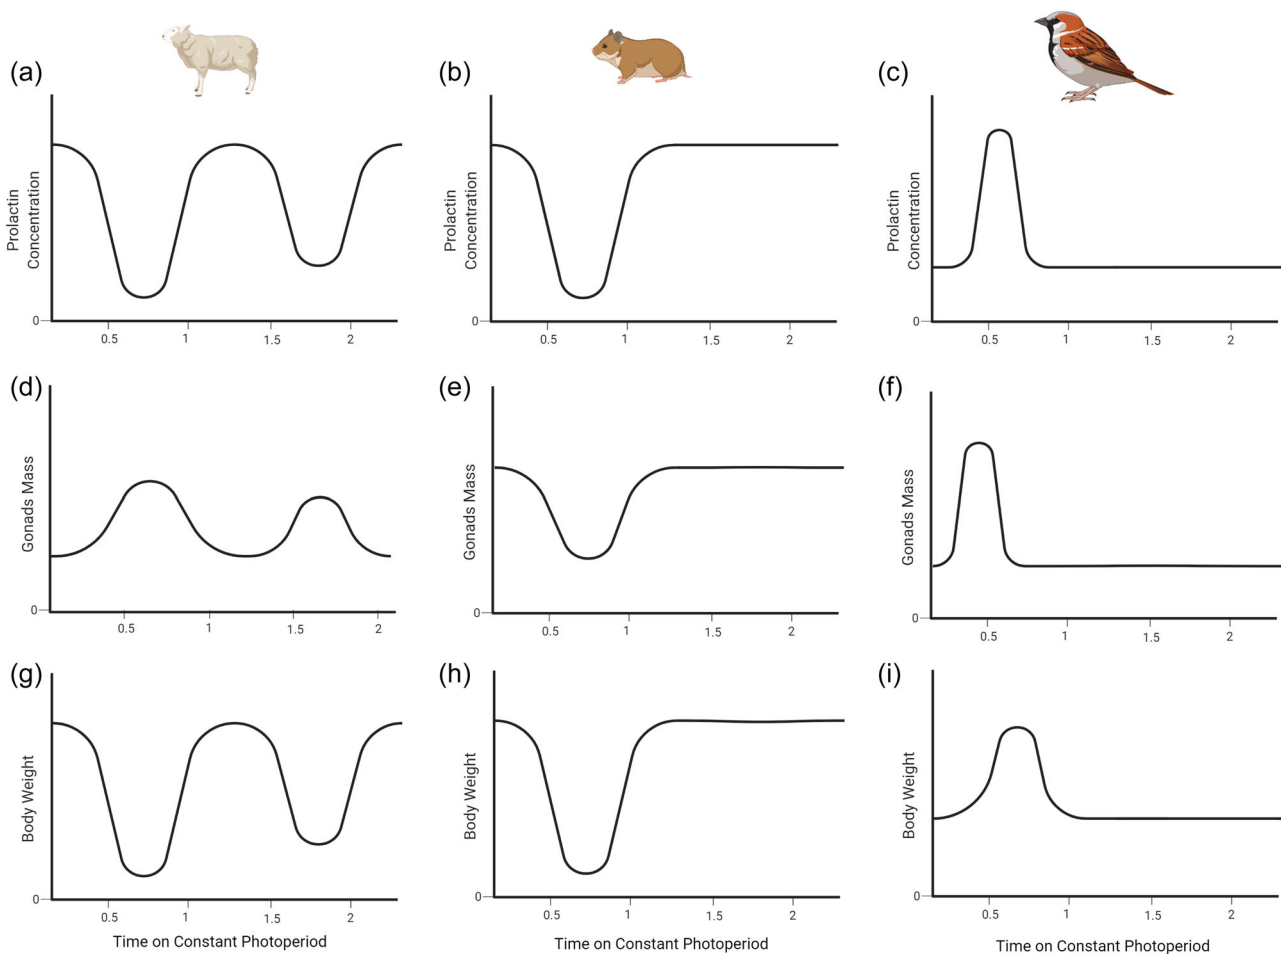 (a)
(b)
(c)
Prolactin
Concentration
0
0.5
1
1.5
2
Prolactin
Concentration
0
0.5
1
1.5
2
Prolactin
Concentration
0
0.5
1
1.5
2
(d)
(e)
(f)
Gonads Mass
0
0.5
1
1.5
2
Gonads Mass
0
0.5
1
1.5
2
Gonads Mass
0
0.5
1
1.5
2
(g)
(h)
(i)
Body Weight
0
0.5
1
1.5
2
Time on Constant Photoperiod
Body Weight
0
0.5
1
1.5
2
Time on Constant Photoperiod
Body Weight
0
0.5
1
1.5
2
Time on Constant Photoperiod